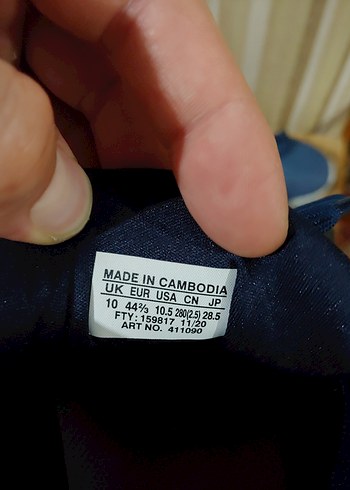 MADE IN CAMBODIA
UK EUR USA CN JP
10 44⅔ 10.5 280(2.5) 28.5
FTY: 159817 11/20
ART NO. 411090